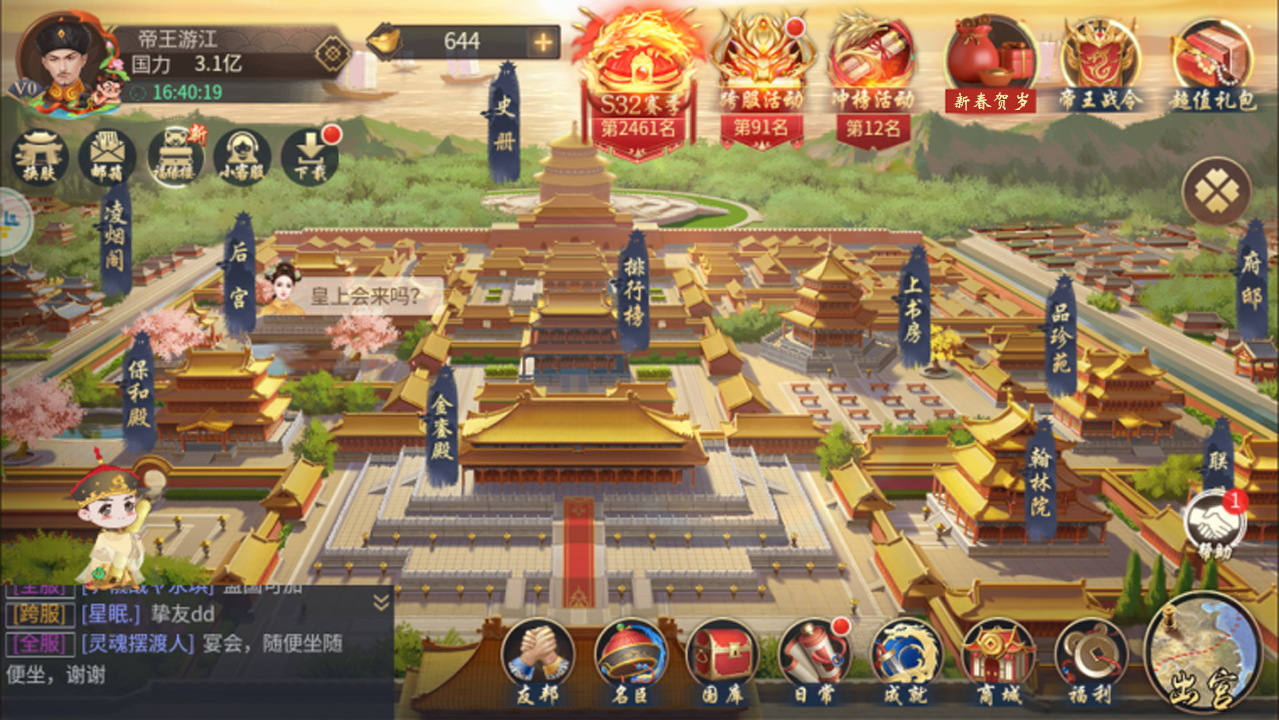 帝王游江
国力 3.1亿
V0
16:40:19
644
S32赛季
第2461名
跨服活动
第91名
冲榜活动
第12名
新春贺岁
帝王战令
超值礼包
换肤
邮箱
新
小客服
下载
史册
凌烟阁
后宫
皇上会来吗?
排行榜
上书房
品珍苑
府邸
保和殿
金銮殿
翰林院
联
1
帮助
[跨服] [星眠.] 挚友dd
[全服] [灵魂摆渡人] 宴会，随便坐随
便坐，谢谢
友邦
名臣
国库
日常
成就
商城
福利
出宫